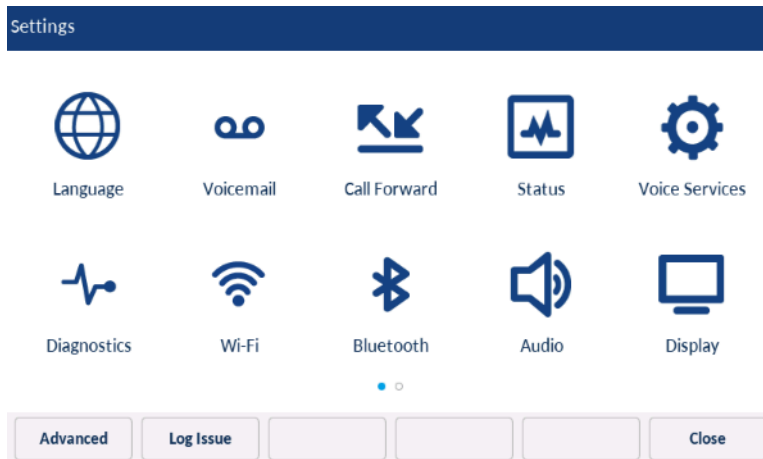 Settings
Language Voicemail Call Forward Status Voice Services
Diagnostics Wi-Fi Bluetooth Audio Display
Advanced Log Issue Close